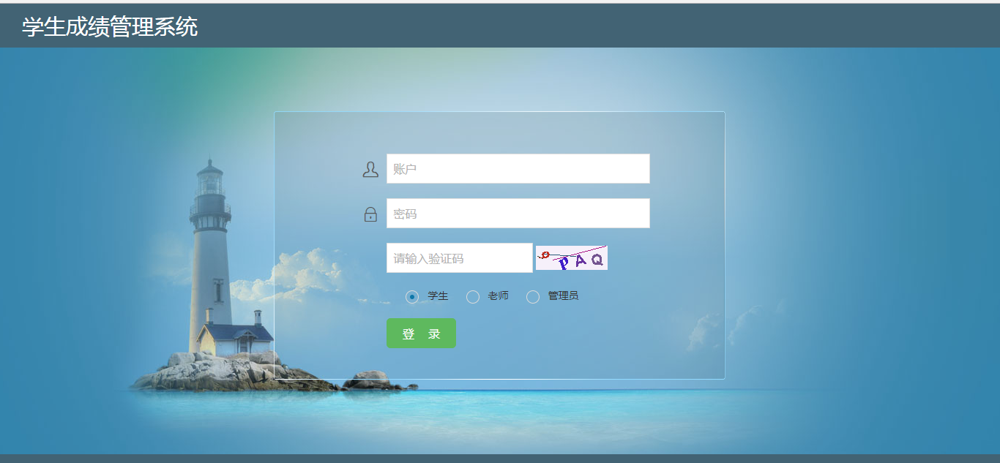 学生成绩管理系统
账户
密码
请输入验证码
PAQ
学生 老师 管理员
登 录